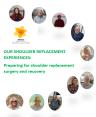 OUR SHOULDER REPLACEMENT
EXPERIENCES:
Preparing for shoulder replacement
surgery and recovery